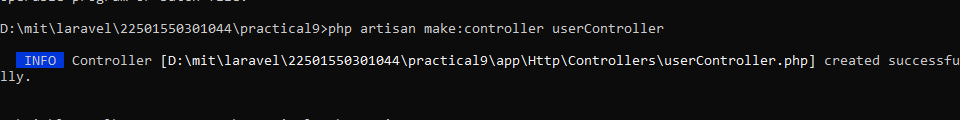 D:\mit\laravel\22501550301044\practical9>php artisan make:controller userController
INFO Controller [D:\mit\laravel\22501550301044\practical9\app\Http\Controllers\userController.php] created successfu
lly.